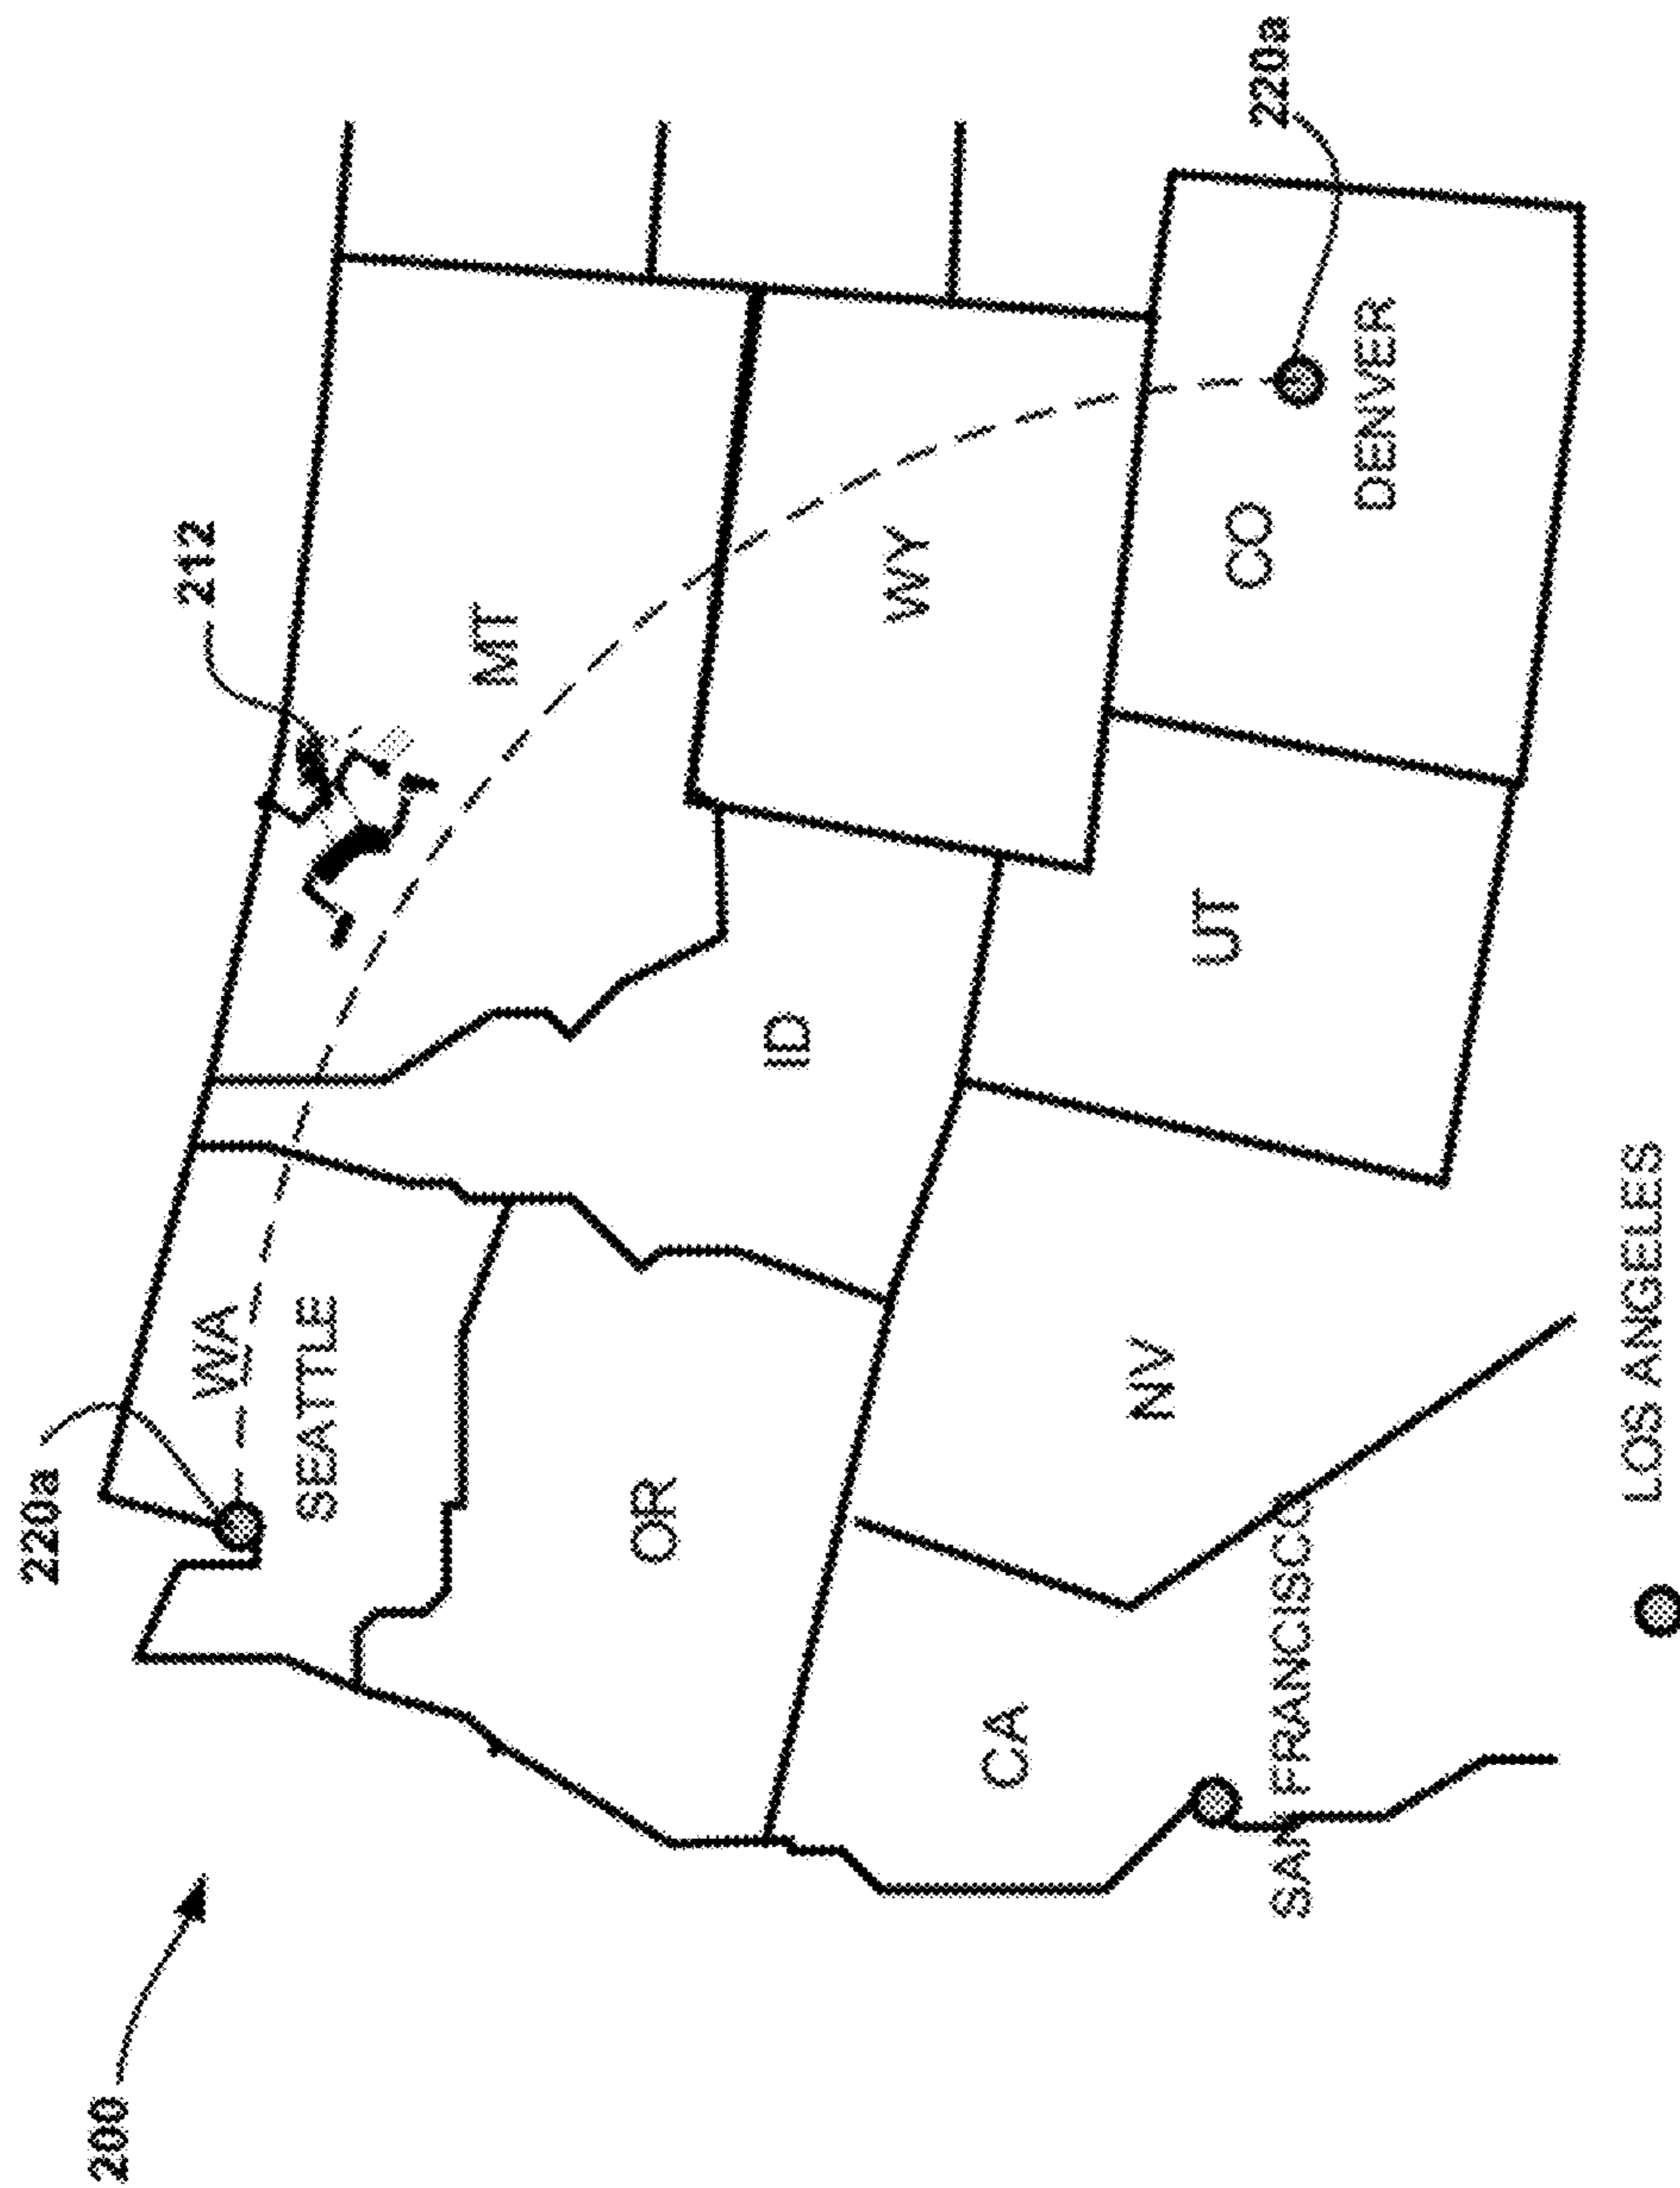 200
220a
212
220a
WA
SEATTLE
MT
OR
ID
WY
CA
NV
UT
CO
DENVER
SAN FRANCISCO
LOS ANGELES